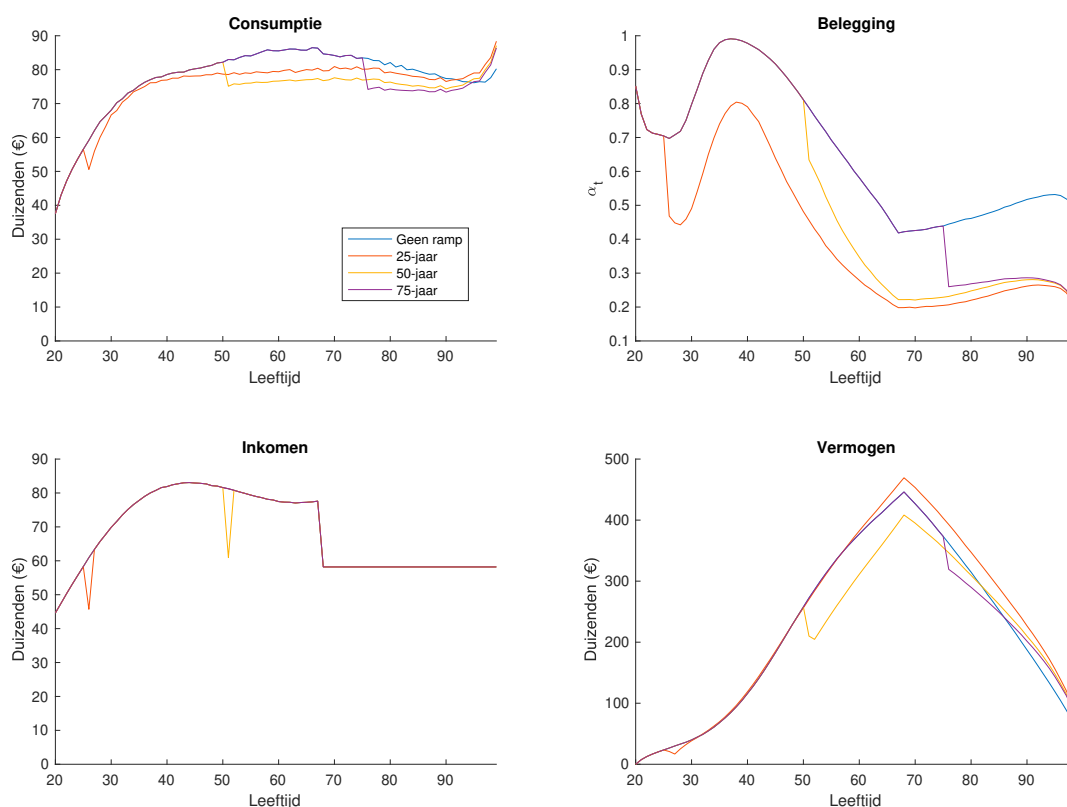 Consumptie
90
80
70
60
50
40
30
20
10
0
Duizenden (€)
20 30 40 50 60 70 80 90
Leeftijd
Geen ramp
25-jaar
50-jaar
75-jaar
Belegging
1
0.9
0.8
0.7
0.6
0.5
0.4
0.3
0.2
0.1
αt
20 30 40 50 60 70 80 90
Leeftijd
Inkomen
90
80
70
60
50
40
30
20
10
0
Duizenden (€)
20 30 40 50 60 70 80 90
Leeftijd
Vermogen
500
400
300
200
100
0
Duizenden (€)
20 30 40 50 60 70 80 90
Leeftijd